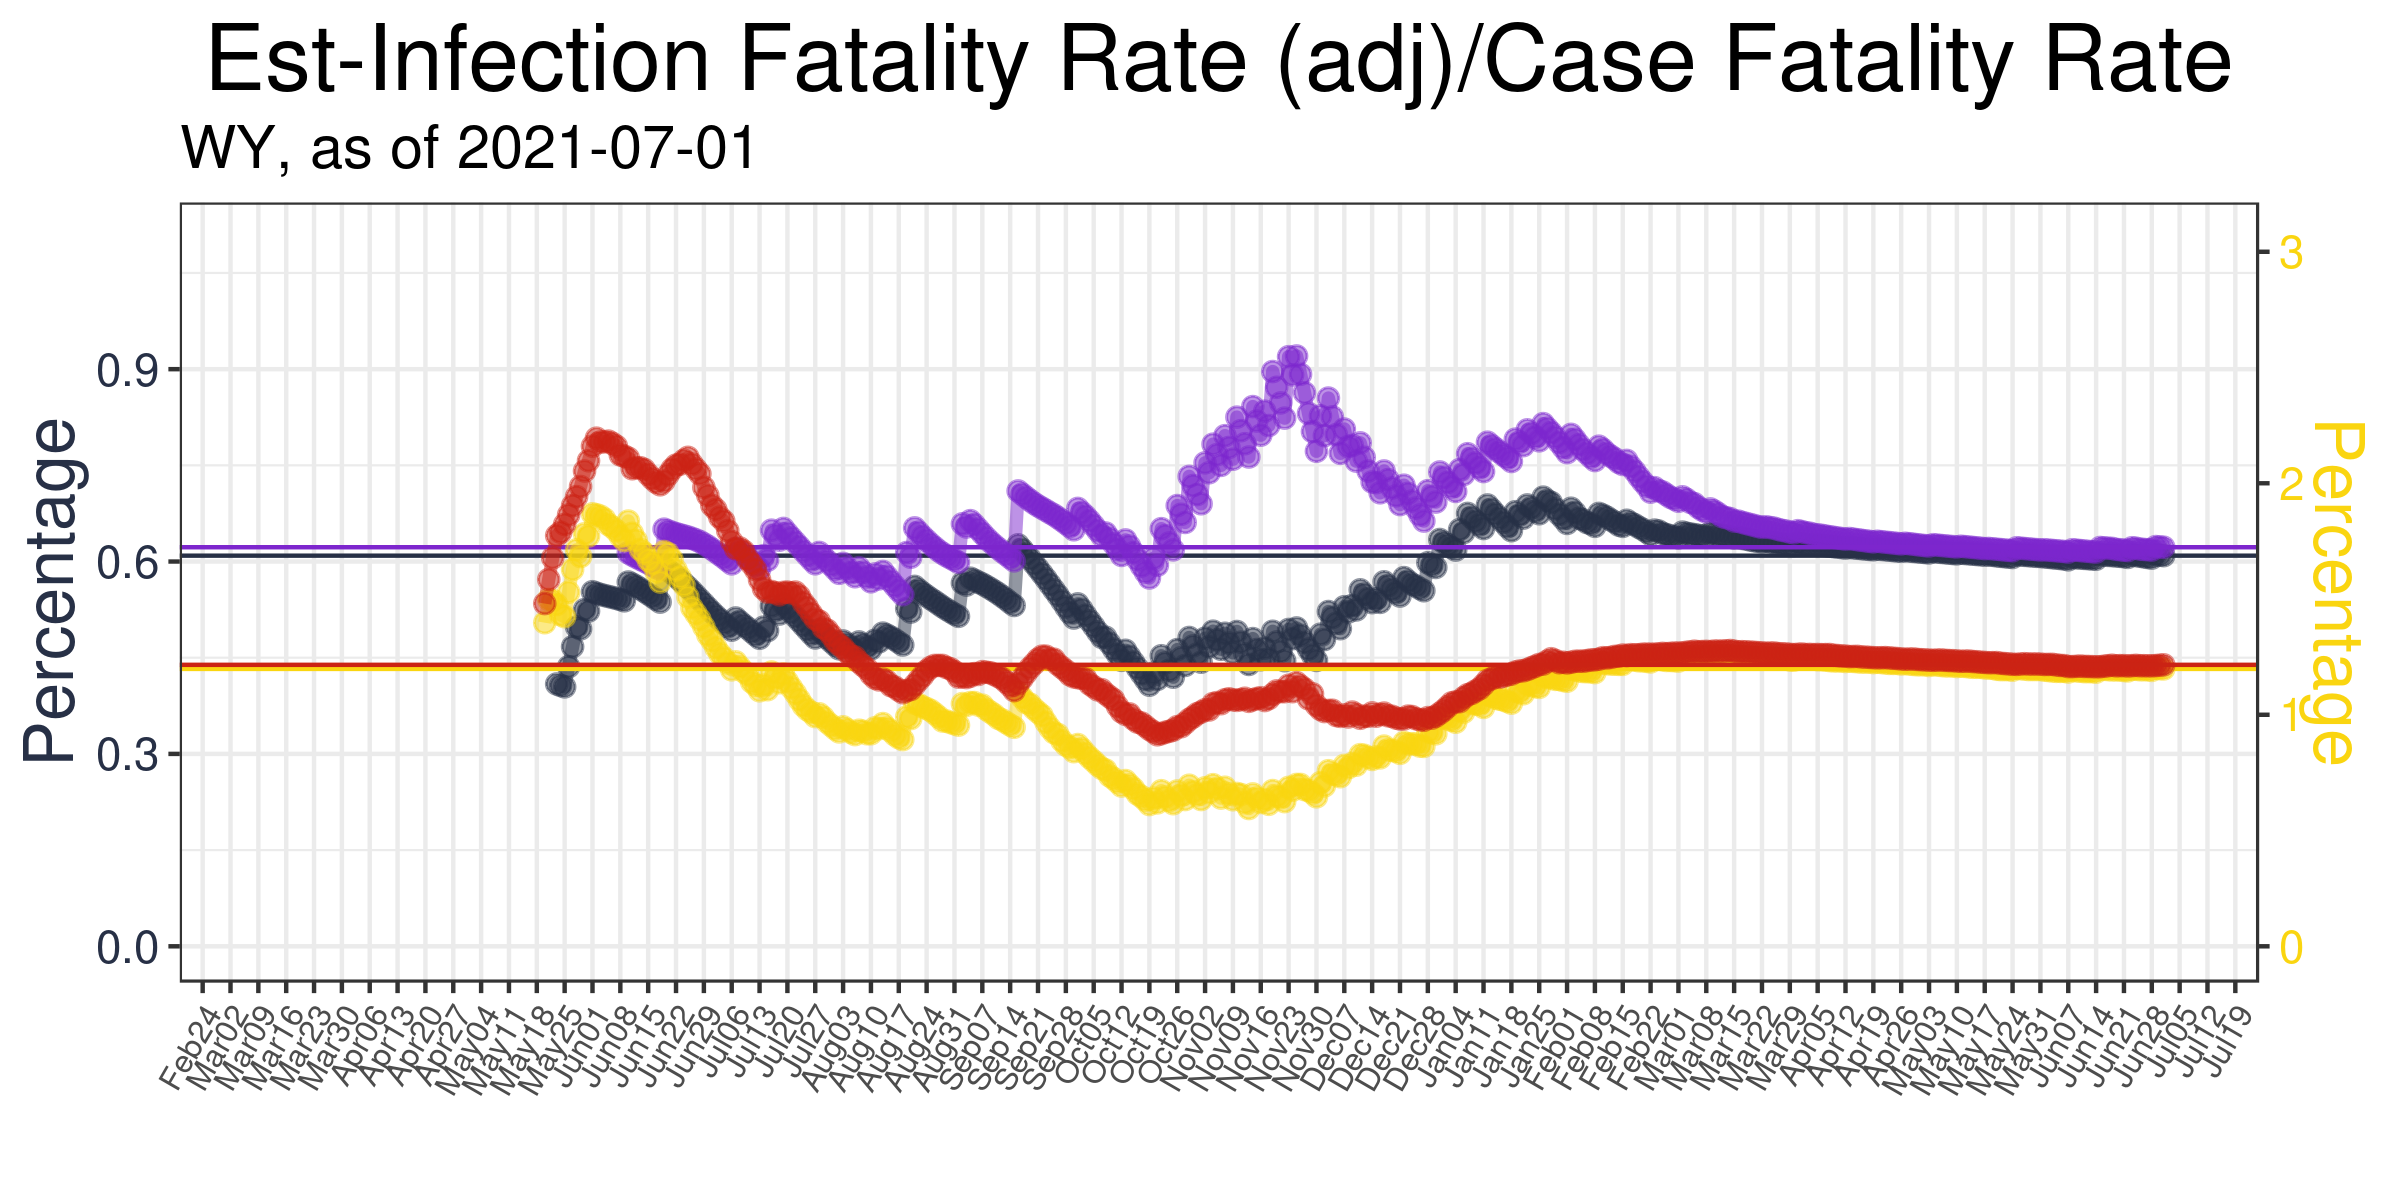 Est-Infection Fatality Rate (adj)/Case Fatality Rate
WY, as of 2021-07-01
Percentage
0.9
0.6
0.3
0.0
3
2
1
0
Percentage
Feb24
Mar02
Mar09
Mar16
Mar23
Mar30
Apr06
Apr13
Apr20
Apr27
May04
May11
May18
May25
Jun01
Jun08
Jun15
Jun22
Jun29
Jul06
Jul13
Jul20
Jul27
Aug03
Aug10
Aug17
Aug24
Aug31
Sep07
Sep14
Sep21
Sep28
Oct05
Oct12
Oct19
Oct26
Nov02
Nov09
Nov16
Nov23
Nov30
Dec07
Dec14
Dec21
Dec28
Jan04
Jan11
Jan18
Jan25
Feb01
Feb08
Feb15
Feb22
Mar01
Mar08
Mar15
Mar22
Mar29
Apr05
Apr12
Apr19
Apr26
May03
May10
May17
May24
May31
Jun07
Jun14
Jun21
Jun28
Jul05
Jul12
Jul19